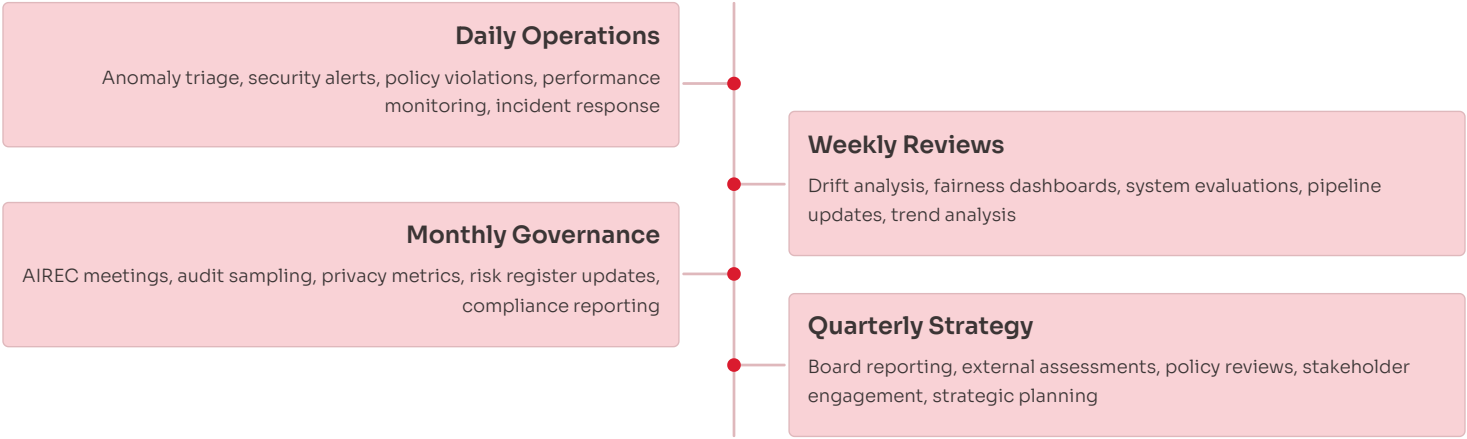 Daily Operations
Anomaly triage, security alerts, policy violations, performance
monitoring, incident response
Weekly Reviews
Drift analysis, fairness dashboards, system evaluations, pipeline
updates, trend analysis
Monthly Governance
AIREC meetings, audit sampling, privacy metrics, risk register updates,
compliance reporting
Quarterly Strategy
Board reporting, external assessments, policy reviews, stakeholder
engagement, strategic planning